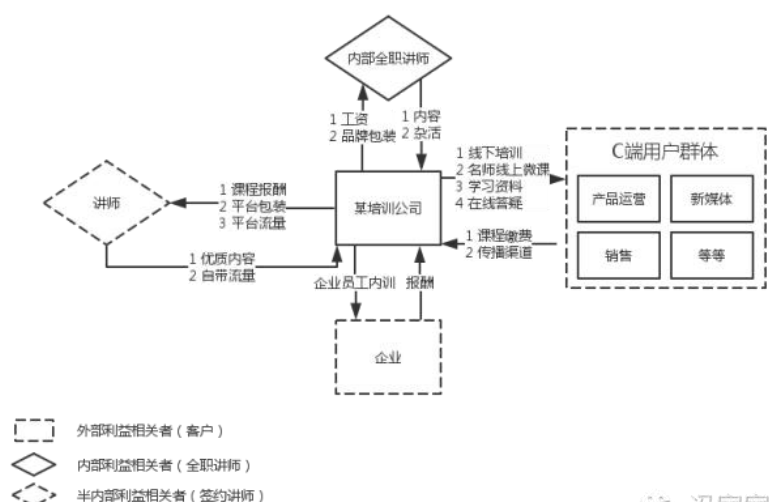 内部全职讲师
1 工资
2 品牌包装
1 内容
2 杂活
讲师
1 课程报酬
2 平台包装
3 平台流量
某培训公司
1 线下培训
2 名师线上微课
3 学习资料
4 在线答疑
C端用户群体
产品运营
新媒体
销售
等等
1 课程缴费
2 传播渠道
1 优质内容
2 自带流量
企业员工内训
报酬
企业
外部利益相关者（客户）
内部利益相关者（全职讲师）
半内部利益相关者（签约讲师）